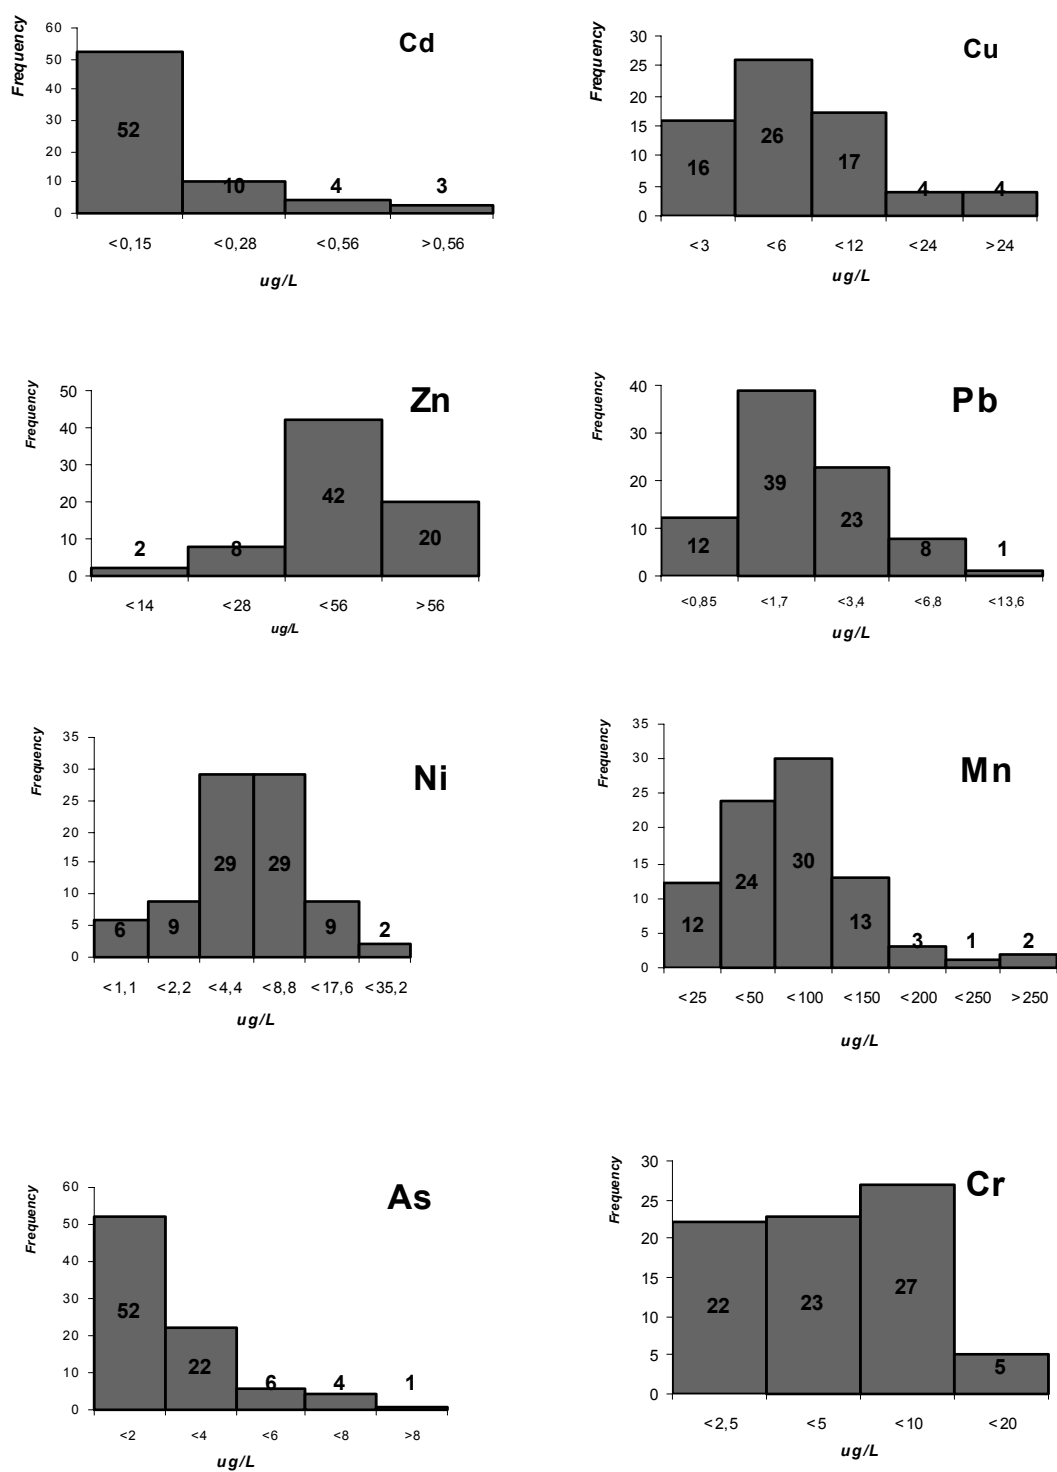 Cd
Frequency
60
50
40
30
20
10
0
52
10
4
3
<0,15 <0,28 <0,56 >0,56
ug/L
Cu
Frequency
30
25
20
15
10
5
0
16
26
17
4
4
<3 <6 <12 <24 >24
ug/L
Zn
Frequency
50
40
30
20
10
0
2
8
42
20
<14 <28 <56 >56
ug/L
Pb
Frequency
40
30
20
10
0
12
39
23
8
1
<0,85 <1,7 <3,4 <6,8 <13,6
ug/L
Ni
Frequency
35
30
25
20
15
10
5
0
6
9
29
29
9
2
<1,1 <2,2 <4,4 <8,8 <17,6 <35,2
ug/L
Mn
Frequency
35
30
25
20
15
10
5
0
12
24
30
13
3
1
2
<25 <50 <100 <150 <200 <250 >250
ug/L
As
Frequency
60
50
40
30
20
10
0
52
22
6
4
1
<2 <4 <6 <8 >8
ug/L
Cr
Frequency
30
25
20
15
10
5
0
22
23
27
5
<2,5 <5 <10 <20
ug/L